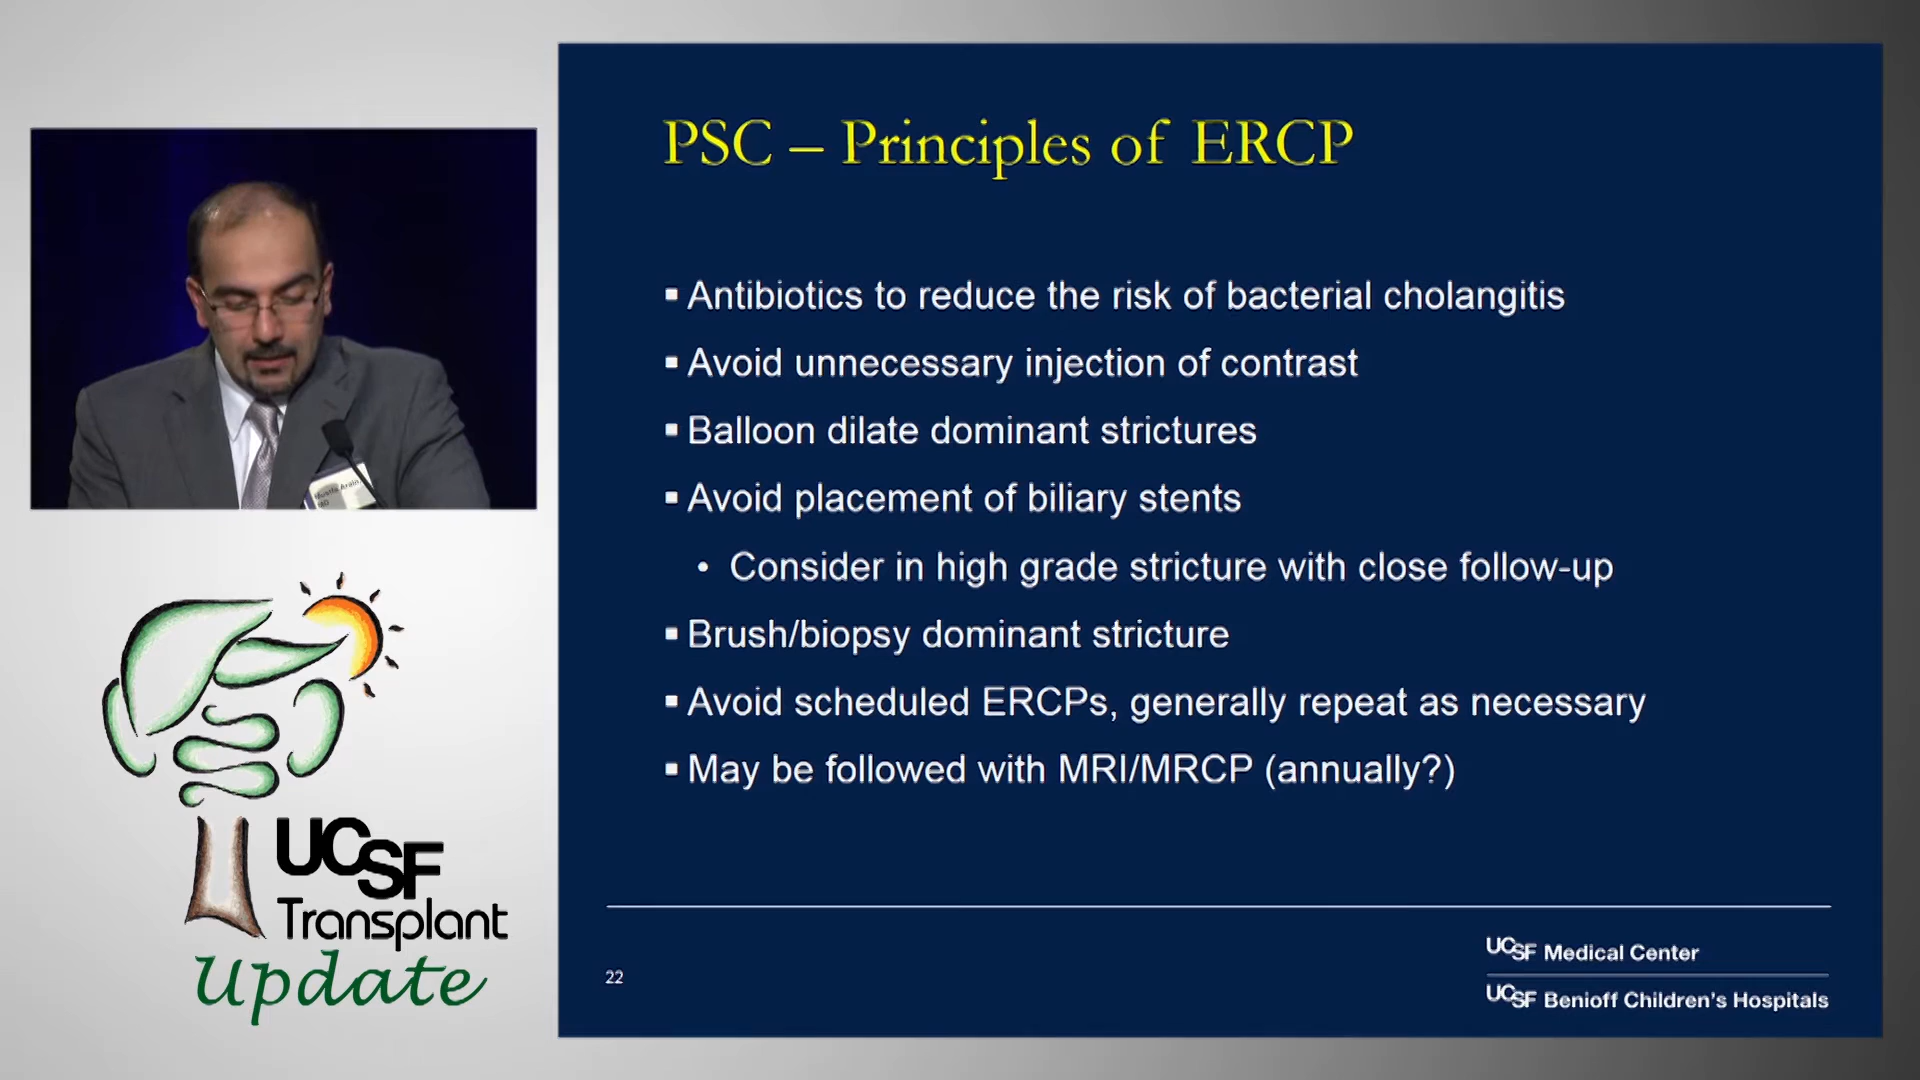 PSC – Principles of ERCP
Antibiotics to reduce the risk of bacterial cholangitis
Avoid unnecessary injection of contrast
Balloon dilate dominant strictures
Avoid placement of biliary stents
Consider in high grade stricture with close follow-up
Brush/biopsy dominant stricture
Avoid scheduled ERCPs, generally repeat as necessary
May be followed with MRI/MRCP (annually?)
22
UCSF Medical Center
UCSF Benioff Children's Hospitals
UCSF
Transplant
Update